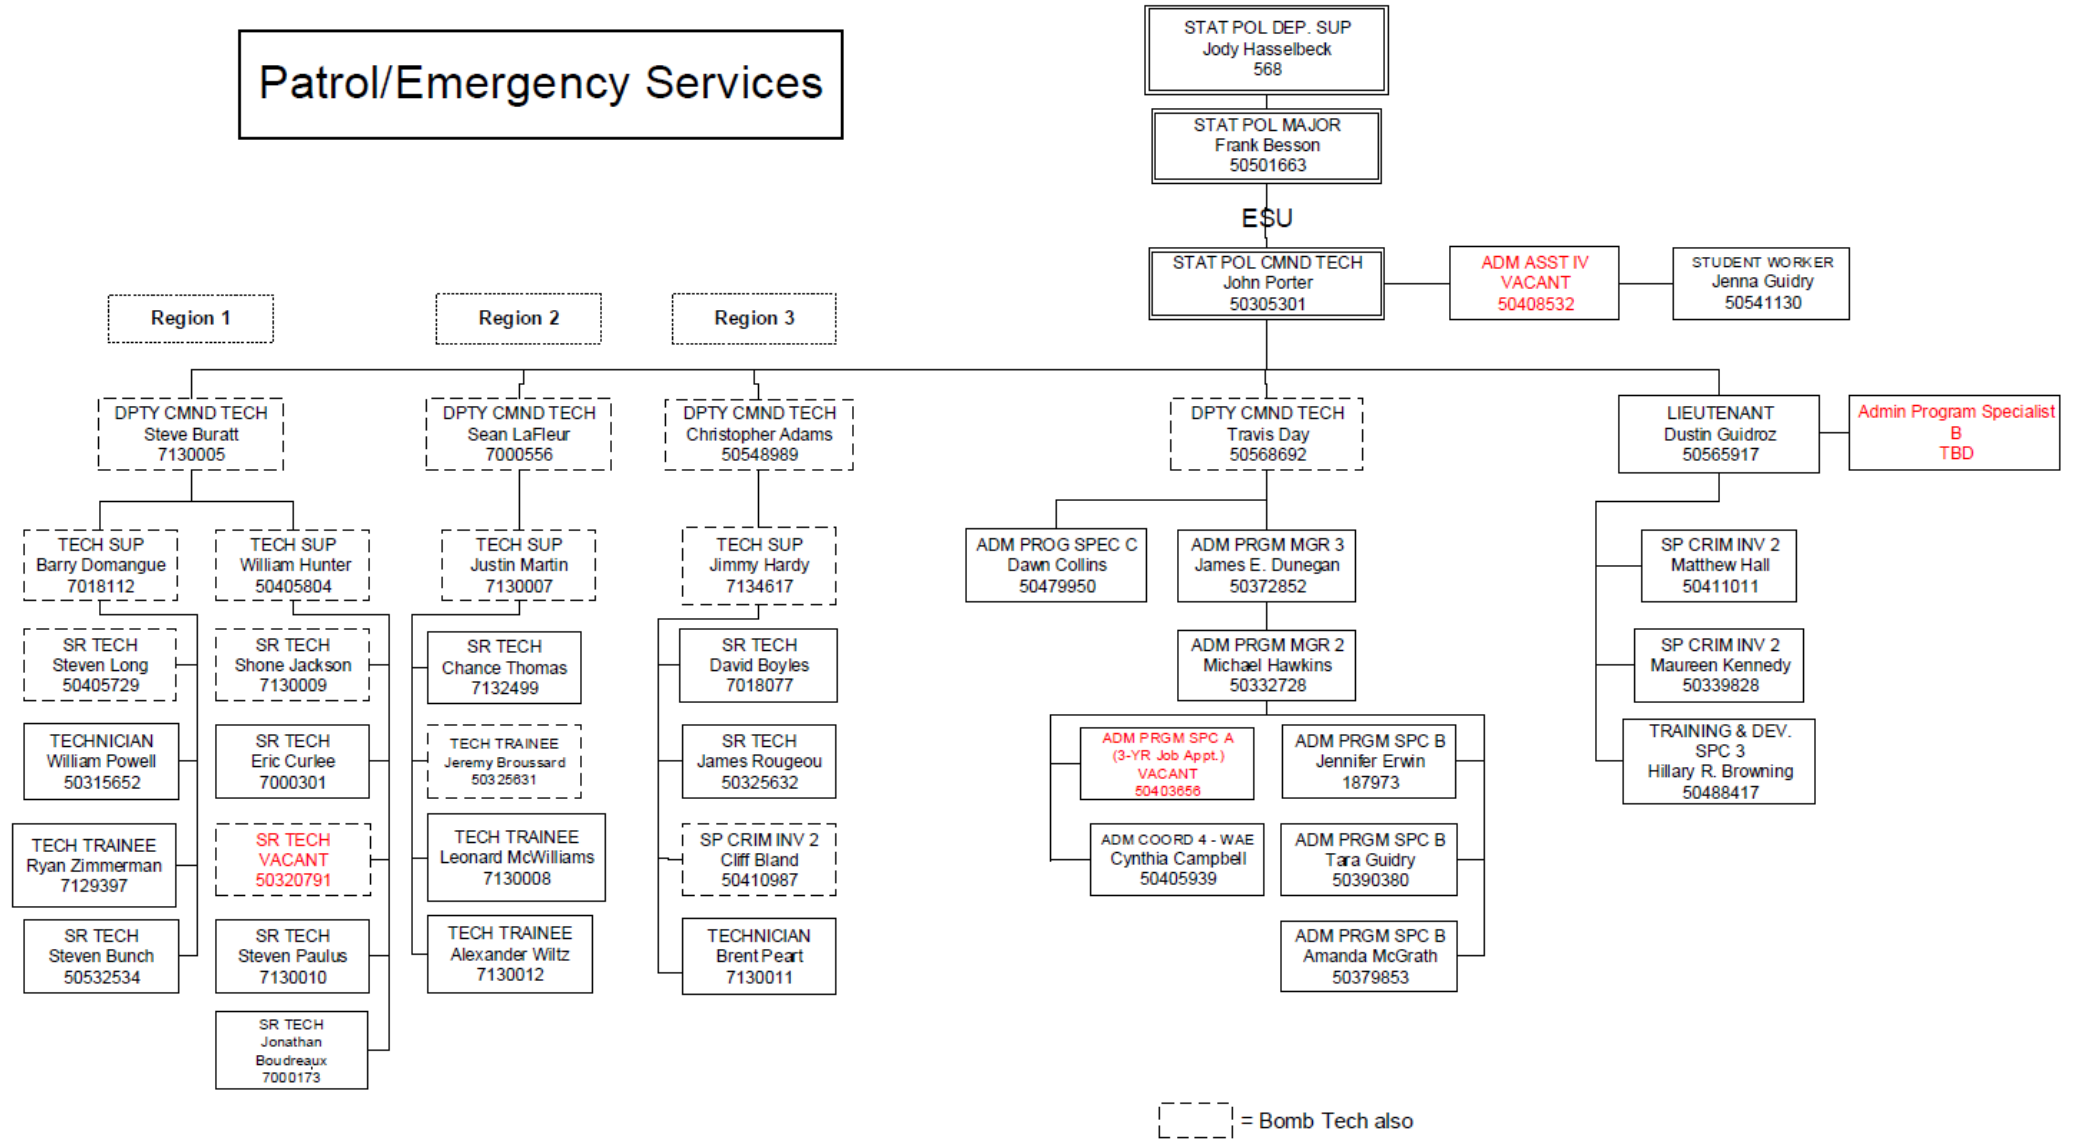 Patrol/Emergency Services
STAT POL DEP. SUP
Jody Hasselbeck
568
STAT POL MAJOR
Frank Besson
50501663
ESU
STAT POL CMND TECH
John Porter
50305301
ADM ASST IV
VACANT
50408532
STUDENT WORKER
Jenna Guidry
50541130
Region 1
Region 2
Region 3
DPTY CMND TECH
Steve Buratt
7130005
DPTY CMND TECH
Sean LaFleur
7000556
DPTY CMND TECH
Christopher Adams
50548989
DPTY CMND TECH
Travis Day
50568692
LIEUTENANT
Dustin Guidroz
50565917
Admin Program Specialist
B
TBD
TECH SUP
Barry Domangue
7018112
TECH SUP
William Hunter
50405804
TECH SUP
Justin Martin
7130007
TECH SUP
Jimmy Hardy
7134617
ADM PROG SPEC C
Dawn Collins
50479950
ADM PRGM MGR 3
James E. Dunegan
50372852
SP CRIM INV 2
Matthew Hall
50411011
SR TECH
Steven Long
50405729
SR TECH
Shone Jackson
7130009
SR TECH
Chance Thomas
7132499
SR TECH
David Boyles
7018077
ADM PRGM MGR 2
Michael Hawkins
50332728
SP CRIM INV 2
Maureen Kennedy
50339828
TECHNICIAN
William Powell
50315652
SR TECH
Eric Curlee
7000301
TECH TRAINEE
Jeremy Broussard
50325631
SR TECH
James Rougeou
50325632
ADM PRGM SPC A
(3-YR Job Appt.)
VACANT
50403656
ADM PRGM SPC B
Jennifer Erwin
187973
TRAINING & DEV.
SPC 3
Hillary R. Browning
50488417
TECH TRAINEE
Ryan Zimmerman
7129397
SR TECH
VACANT
50320791
TECH TRAINEE
Leonard McWilliams
7130008
SP CRIM INV 2
Cliff Bland
50410987
ADM COORD 4 - WAE
Cynthia Campbell
50405939
ADM PRGM SPC B
Tara Guidry
50390380
SR TECH
Steven Bunch
50532534
SR TECH
Steven Paulus
7130010
TECH TRAINEE
Alexander Wiltz
7130012
TECHNICIAN
Brent Peart
7130011
ADM PRGM SPC B
Amanda McGrath
50379853
SR TECH
Jonathan
Boudreaux
7000173
= Bomb Tech also